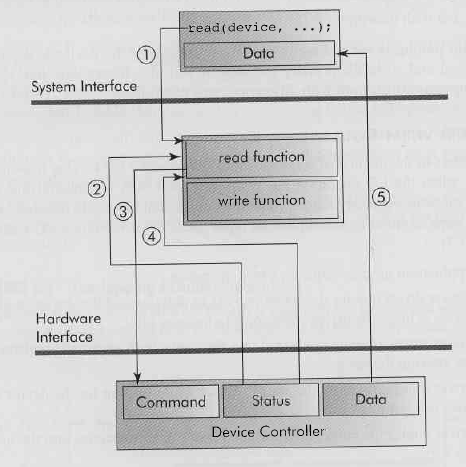 read(device, ...);
①
Data
System Interface
read function
②
③
write function
⑤
④
Hardware
Interface
Command
Status
Data
Device Controller